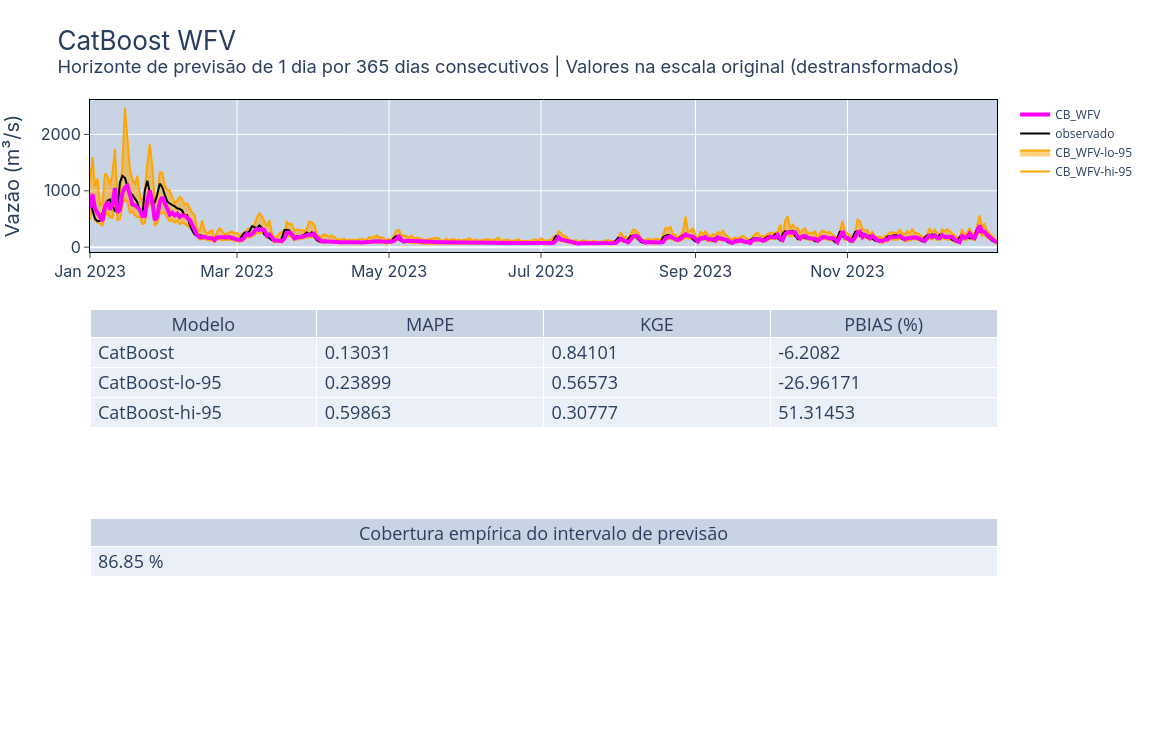 CatBoost WFV
Horizonte de previsão de 1 dia por 365 dias consecutivos | Valores na escala original (destransformados)
Vazão (m³/s)
2000
1000
0
Jan 2023 Mar 2023 May 2023 Jul 2023 Sep 2023 Nov 2023
CB_WFV
observado
CB_WFV-lo-95
CB_WFV-hi-95
Modelo MAPE KGE PBIAS (%)
CatBoost 0.13031 0.84101 -6.2082
CatBoost-lo-95 0.23899 0.56573 -26.96171
CatBoost-hi-95 0.59863 0.30777 51.31453
Cobertura empírica do intervalo de previsão
86.85 %